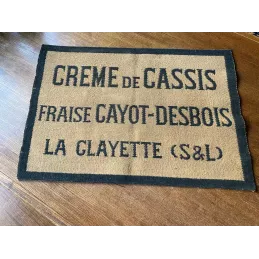 CREME DE CASSIS
FRAISE CAYOT-DESBOIS
LA CLAYETTE (S&L)